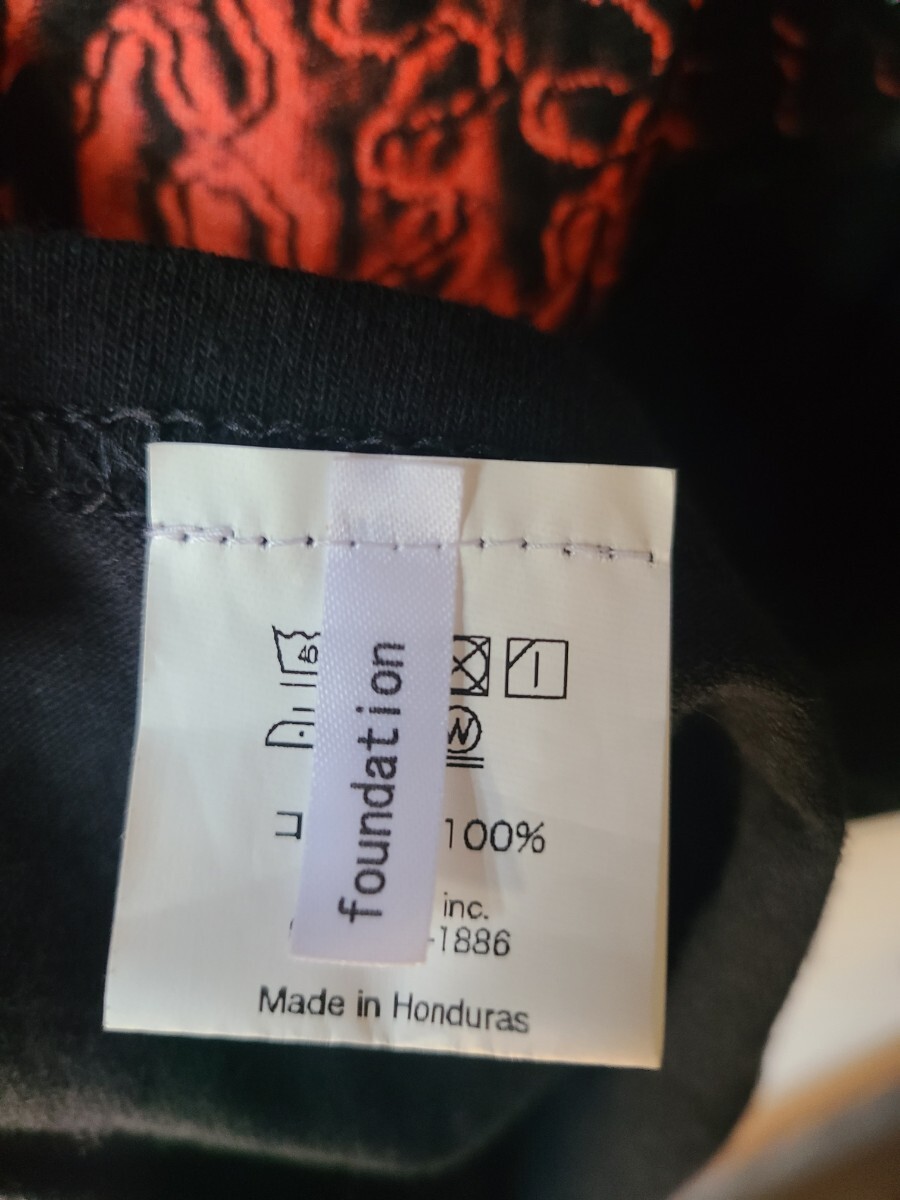 foundation
40
W
100%
inc.
-1886
Made in Honduras